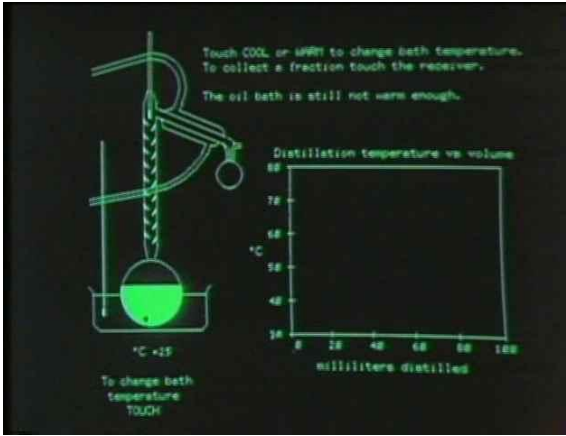 Touch COOL or WARM to change bath temperature.
To collect a fraction touch the receiver.
The oil bath is still not warm enough.
Distillation temperature vs volume
80
70
60
°C
50
40
30
0 20 40 60 80 100
milliliters distilled
°C =25
To change bath
temperature
TOUCH